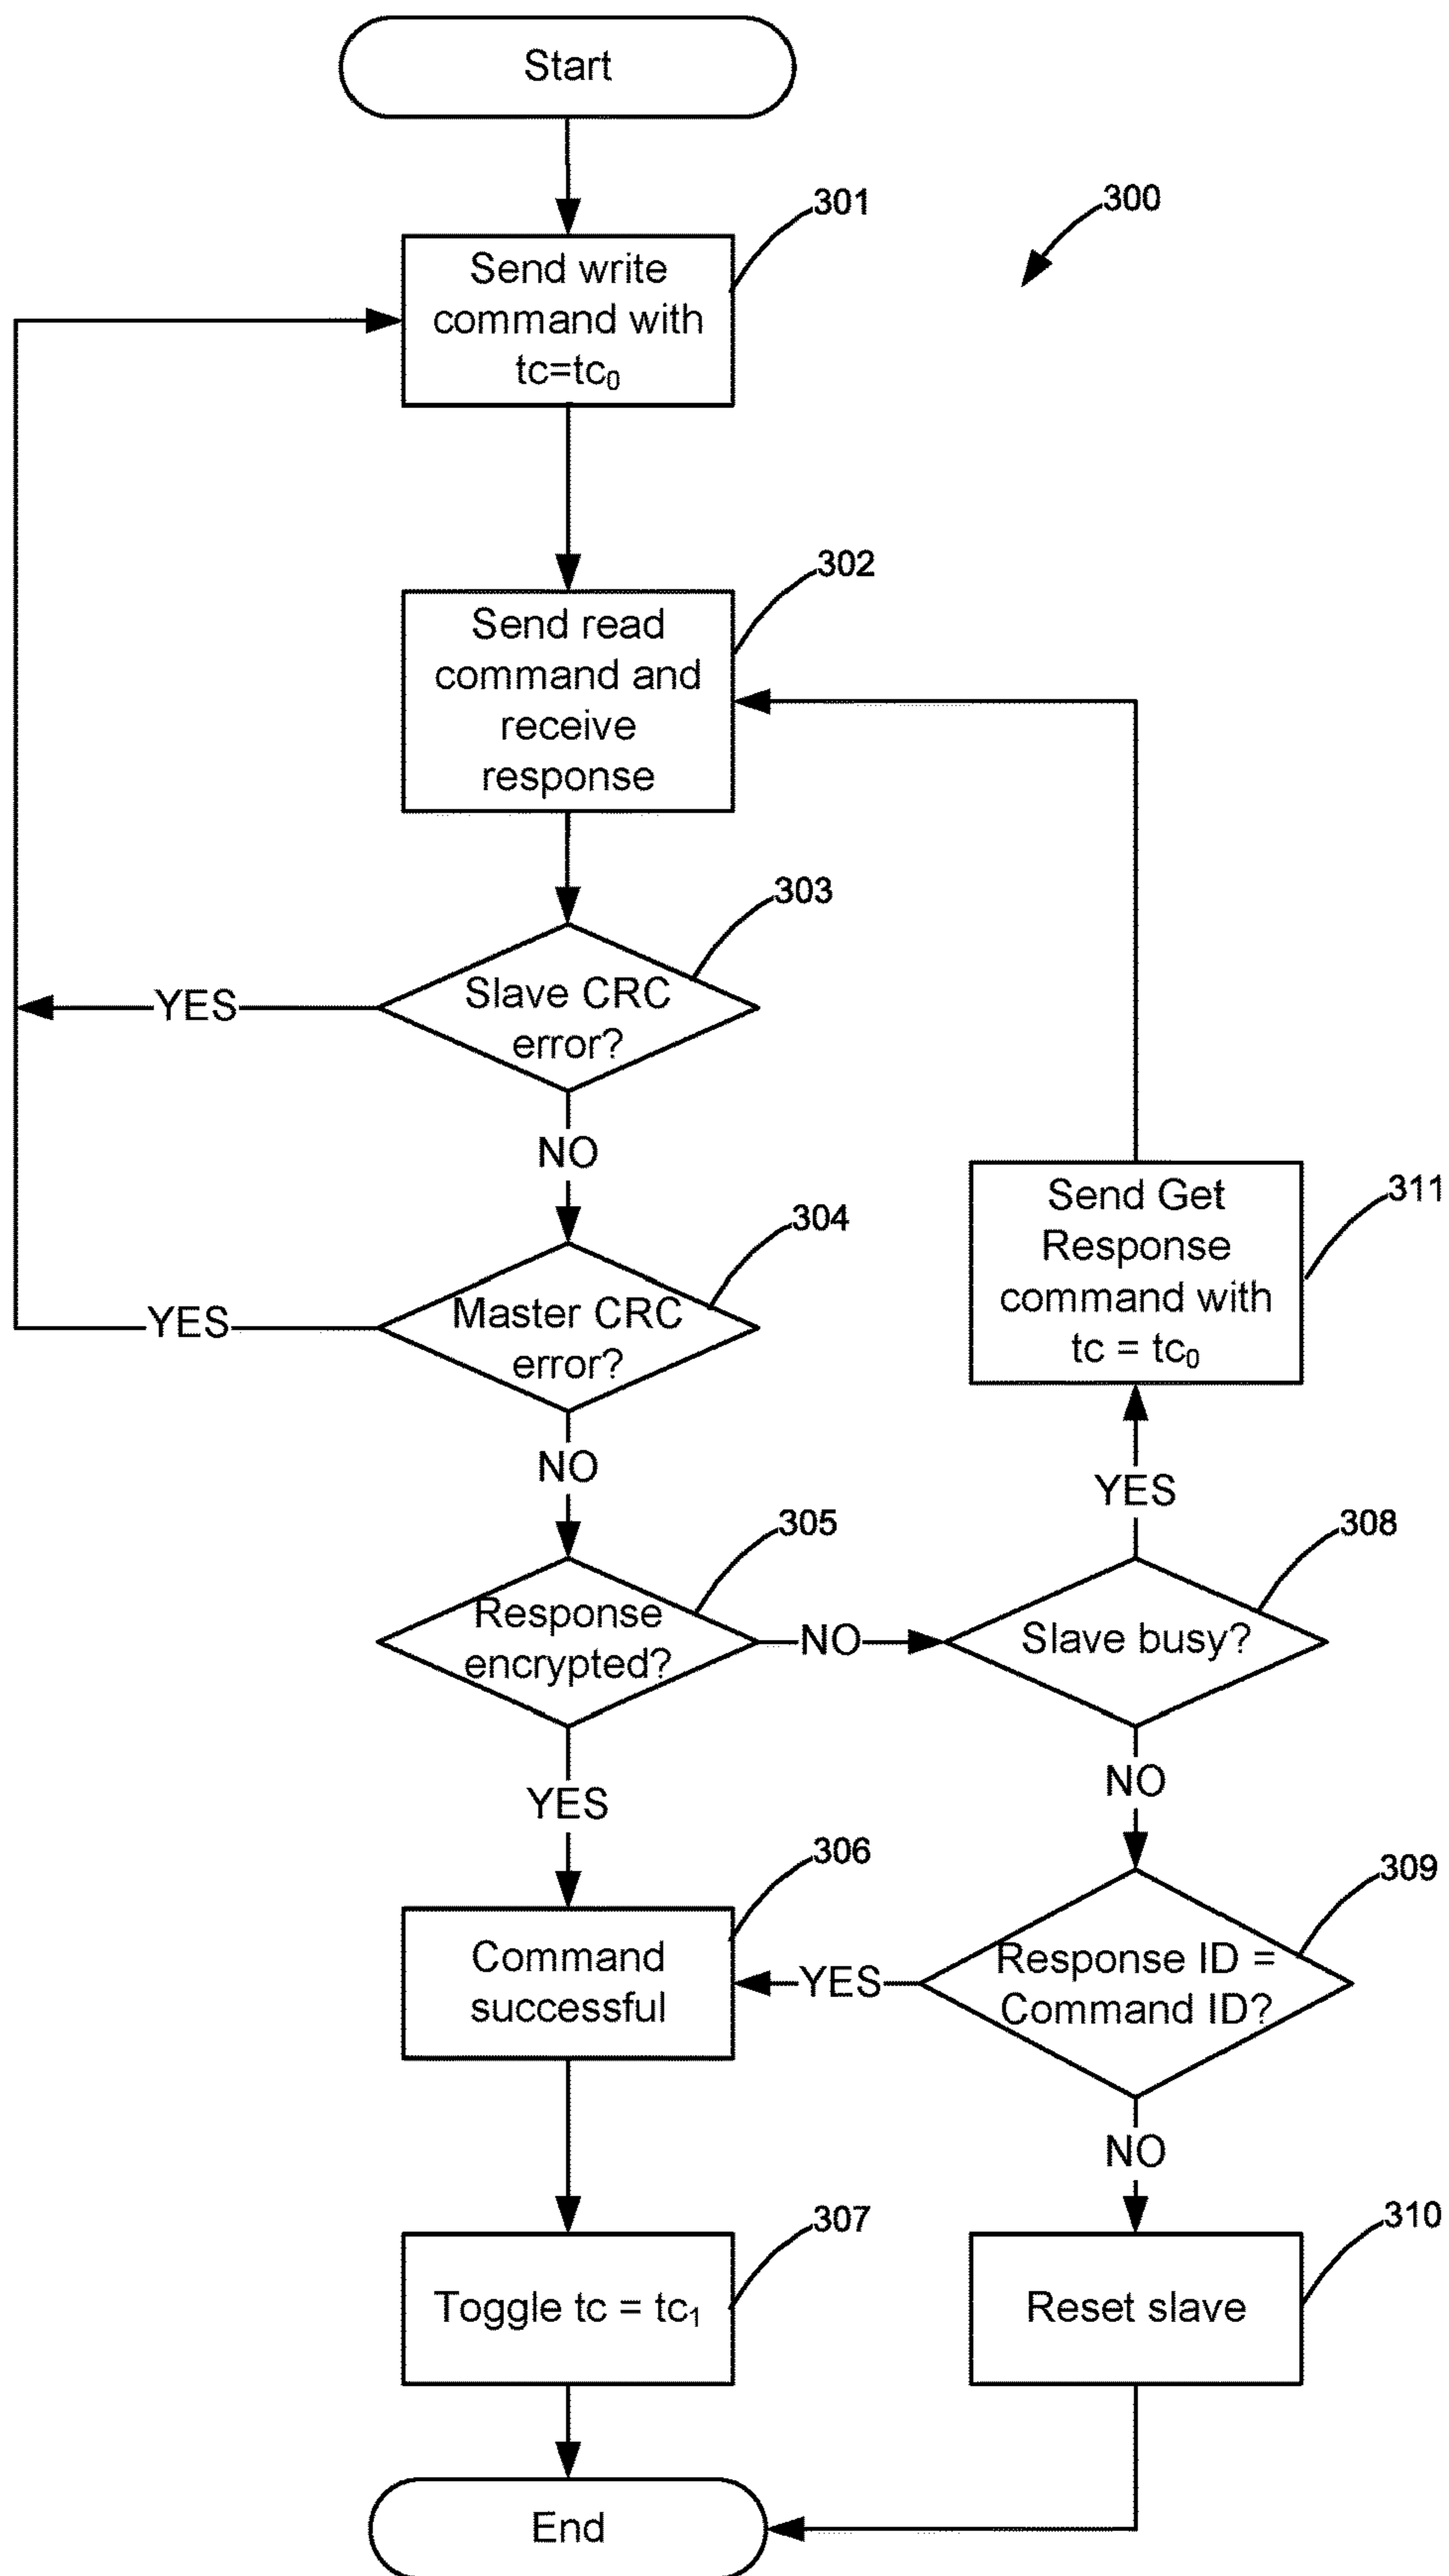 Start
301
300
Send write
command with
tc=tc₀
302
Send read
command and
receive
response
303
Slave CRC
error?
YES
NO
311
Send Get
Response
command with
tc = tc₀
304
Master CRC
error?
YES
NO
YES
305
308
Response
encrypted?
NO
Slave busy?
YES
NO
306
309
Command
successful
YES
Response ID =
Command ID?
NO
307
310
Toggle tc = tc₁
Reset slave
End